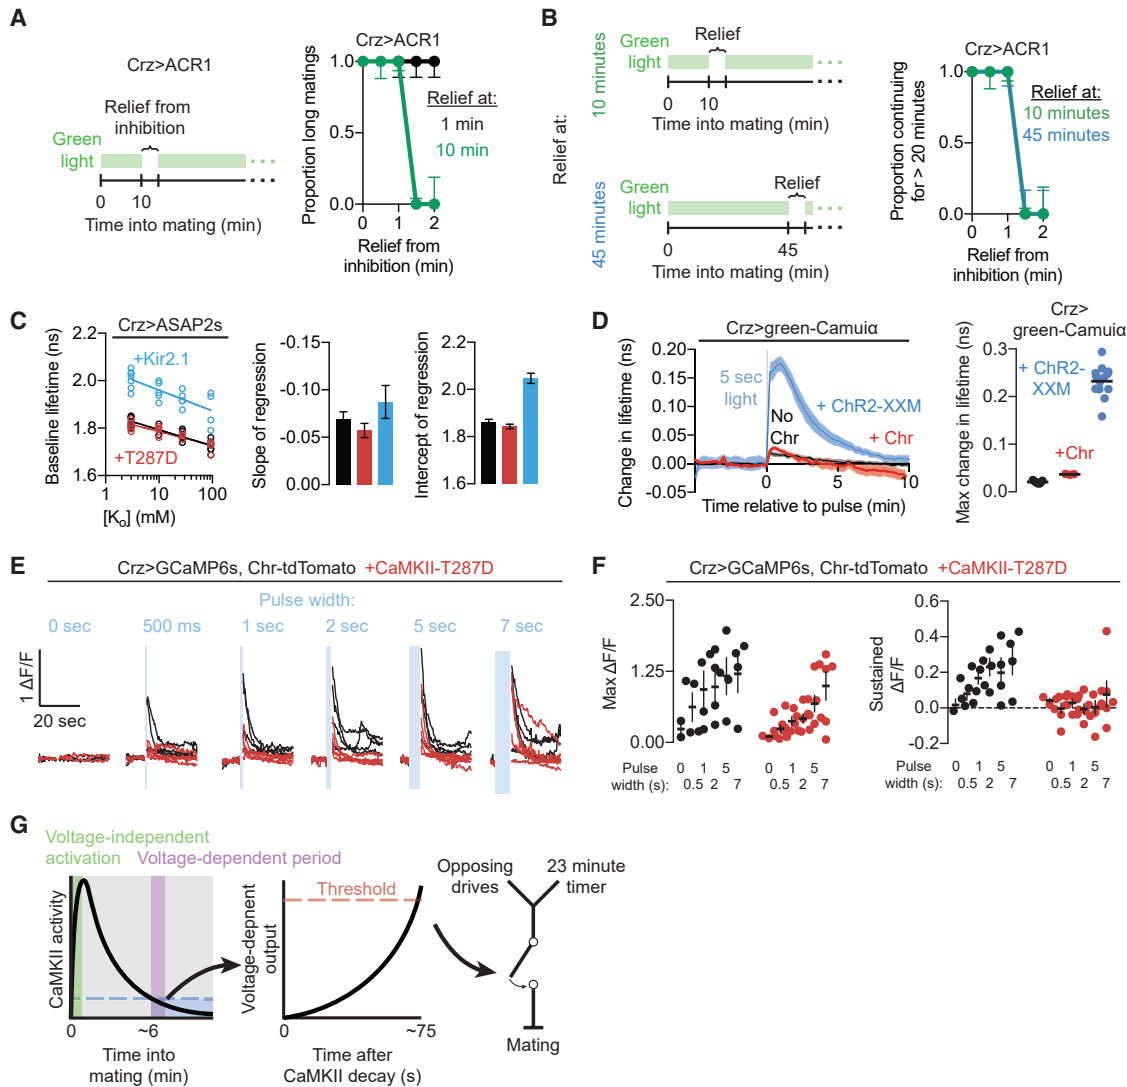 A
Crz>ACR1
Relief from
inhibition
Green
light
0
10
Time into mating (min)
Crz>ACR1
Proportion long matings
1.0
0.5
0.0
0
1
2
Relief from
inhibition (min)
Relief at:
1 min
10 min
B
Relief at:
10 minutes
Green
light
Relief
0
10
Time into mating (min)
45 minutes
Green
light
Relief
0
45
Time into mating (min)
Crz>ACR1
Proportion continuing
for > 20 minutes
1.0
0.5
0.0
0
1
2
Relief from
inhibition (min)
Relief at:
10 minutes
45 minutes
C
Crz>ASAP2s
Baseline lifetime (ns)
2.2
2.0
1.8
1.6
+Kir2.1
+T287D
1
10
100
[Ko] (mM)
Slope of regression
-0.15
-0.10
-0.05
0.00
Intercept of regression
2.2
2.0
1.8
1.6
D
Crz>green-Camuiα
Change in lifetime (ns)
0.20
0.15
0.10
0.05
0.00
-0.05
5 sec
light
No
Chr
+ ChR2-XXM
+ Chr
0
5
10
Time relative to pulse (min)
Crz>
green-Camuiα
Max change in lifetime (ns)
0.3
0.2
0.1
0.0
+ ChR2-
XXM
+Chr
E
Crz>GCaMP6s, Chr-tdTomato +CaMKII-T287D
Pulse width:
0 sec
500 ms
1 sec
2 sec
5 sec
7 sec
1 ΔF/F
20 sec
F
Crz>GCaMP6s, Chr-tdTomato +CaMKII-T287D
Max ΔF/F
2.50
1.25
0.00
Pulse
width (s):
0 1 5 0 1 5
0.5 2 7 0.5 2 7
Sustained
ΔF/F
0.6
0.4
0.2
0.0
-0.2
Pulse
width (s):
0 1 5 0 1 5
0.5 2 7 0.5 2 7
G
Voltage-independent
activation
Voltage-dependent period
CaMKII activity
0
~6
Time into
mating (min)
Voltage-depnent
output
Threshold
0
~75
Time after
CaMKII decay (s)
Opposing
drives
23 minute
timer
Mating